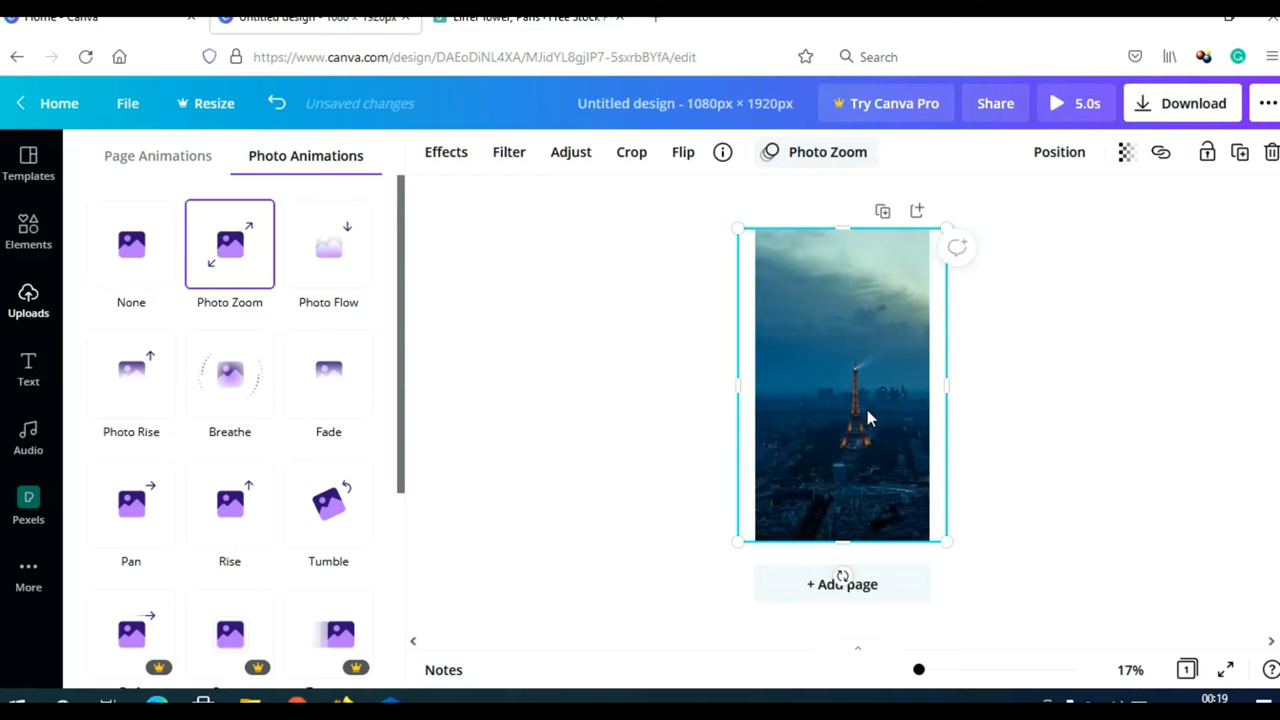 Home - Canva
Untitled design - 1080 × 1920px
Eiffel Tower, Paris · Free Stock P
https://www.canva.com/design/DAEoDiNL4XA/MJidYL8gjIP7-5sxrbBYfA/edit
Search
Home
File
Resize
Unsaved changes
Untitled design - 1080px × 1920px
Try Canva Pro
Share
5.0s
Download
Templates
Elements
Uploads
Text
Audio
Pexels
More
Page Animations
Photo Animations
None
Photo Zoom
Photo Flow
Photo Rise
Breathe
Fade
Pan
Rise
Tumble
Effects
Filter
Adjust
Crop
Flip
Photo Zoom
Position
+ Add page
Notes
17%
1
00:19